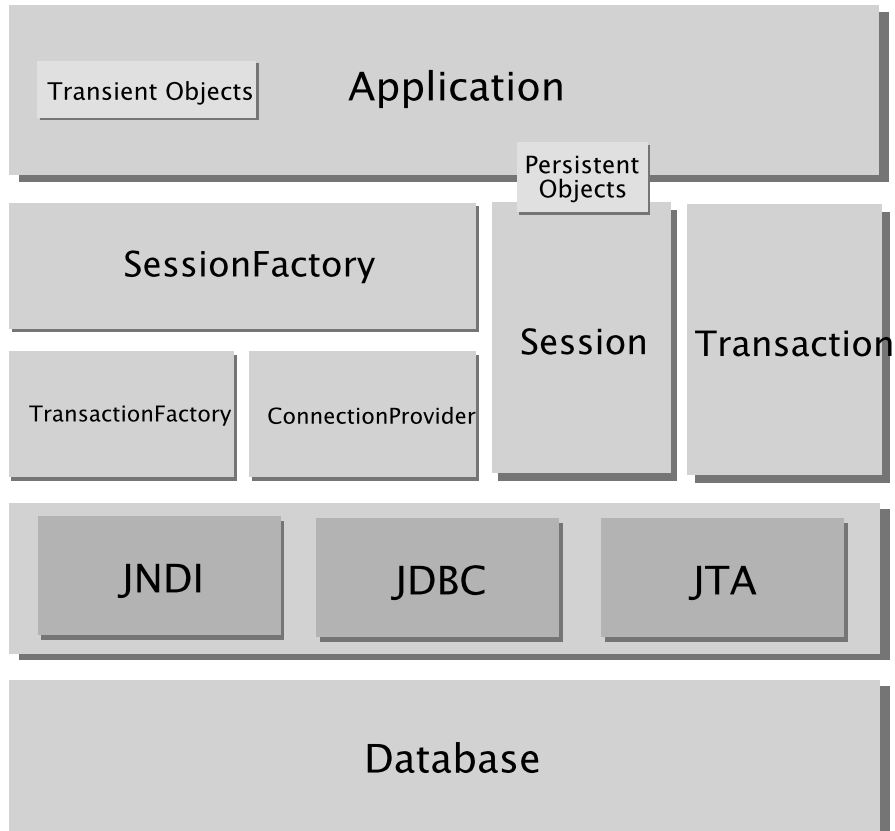 Transient Objects
Application
Persistent
Objects
SessionFactory
Session
Transaction
TransactionFactory
ConnectionProvider
JNDI
JDBC
JTA
Database